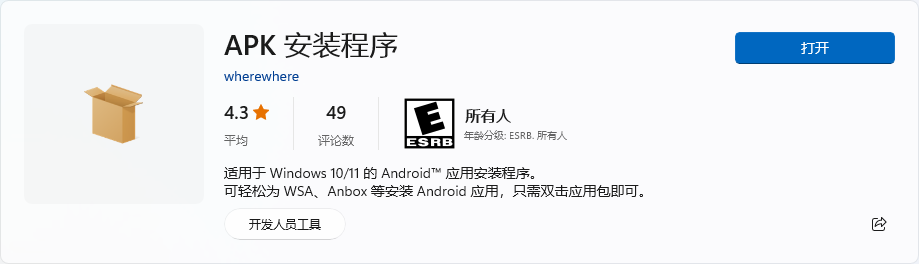 APK 安装程序
打开
wherewhere
4.3
49
平均
评论数
E
ESRB
所有人
年龄分级: ESRB. 所有人
适用于 Windows 10/11 的 Android™ 应用安装程序。
可轻松为 WSA、Anbox 等安装 Android 应用，只需双击应用包即可。
开发人员工具